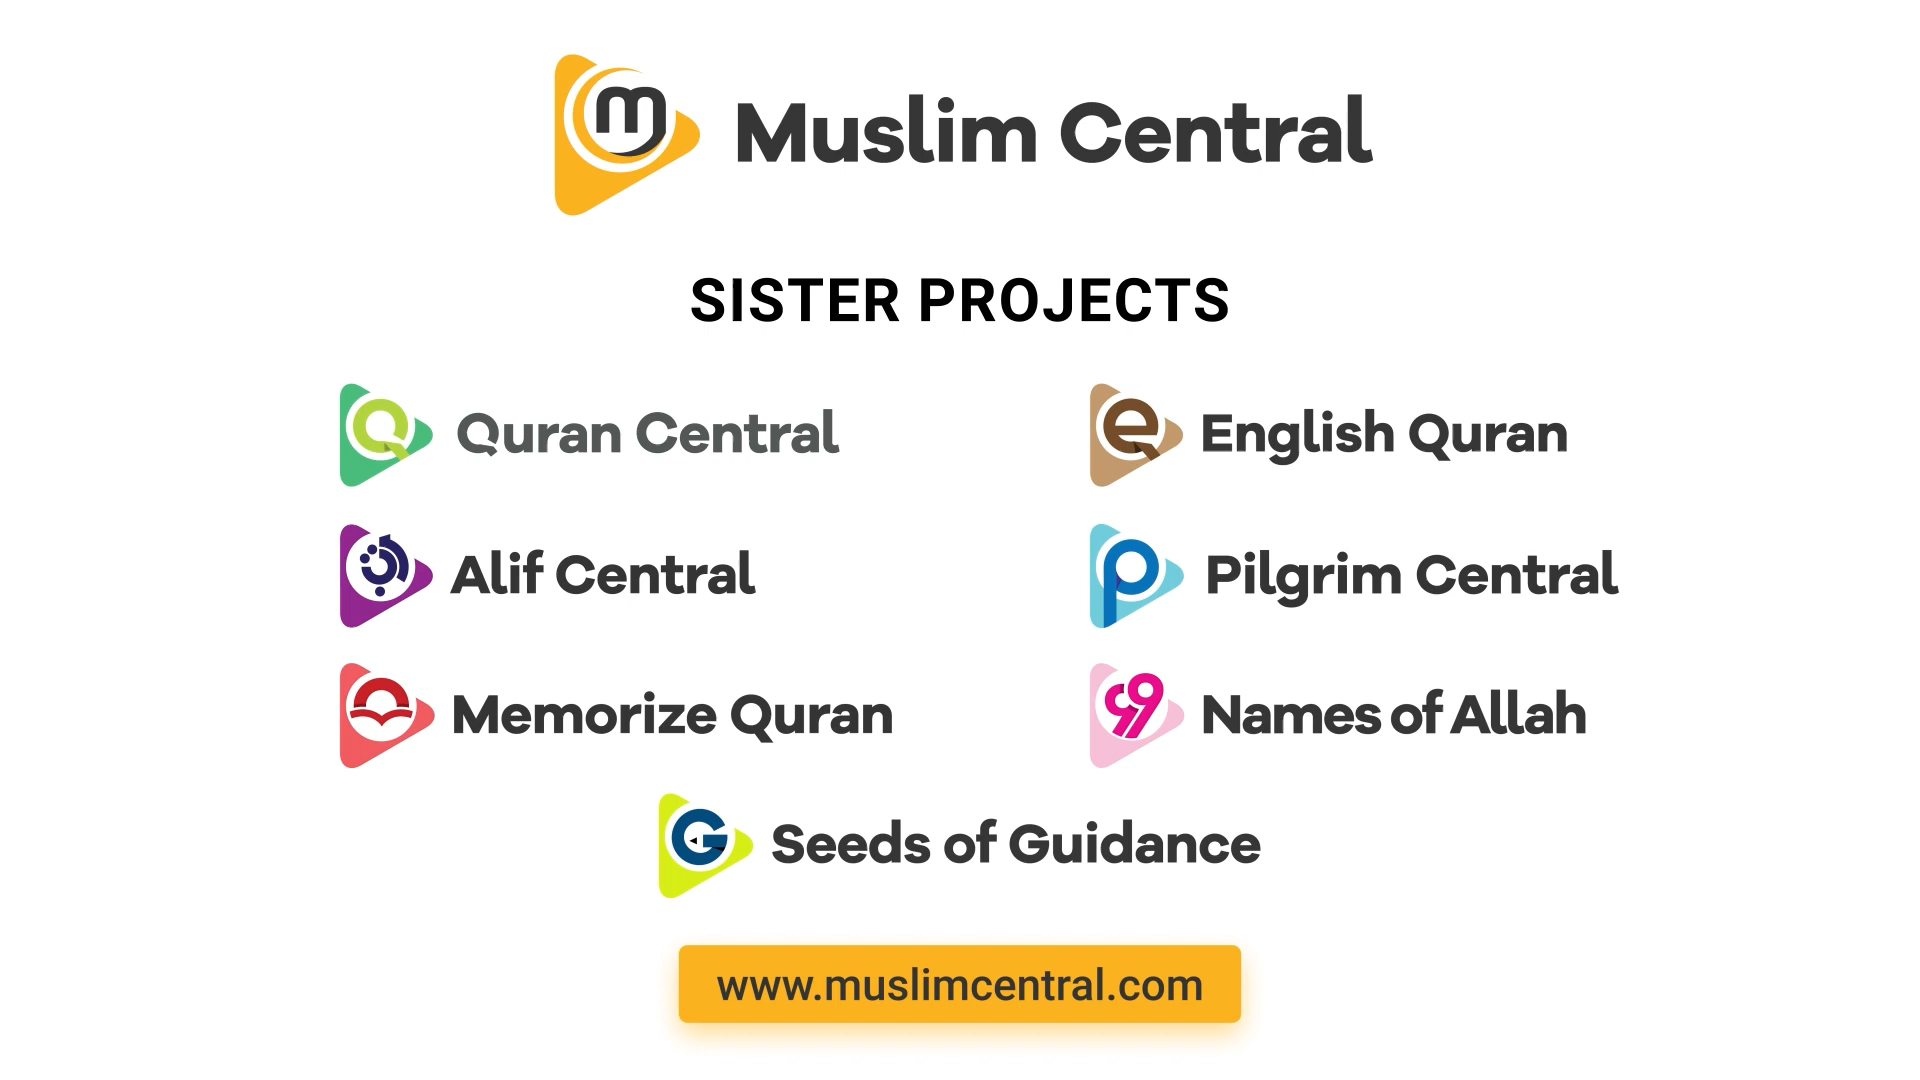 m
Muslim Central
SISTER PROJECTS
Quran Central
English Quran
Alif Central
Pilgrim Central
Memorize Quran
99
Names of Allah
G
Seeds of Guidance
www.muslimcentral.com